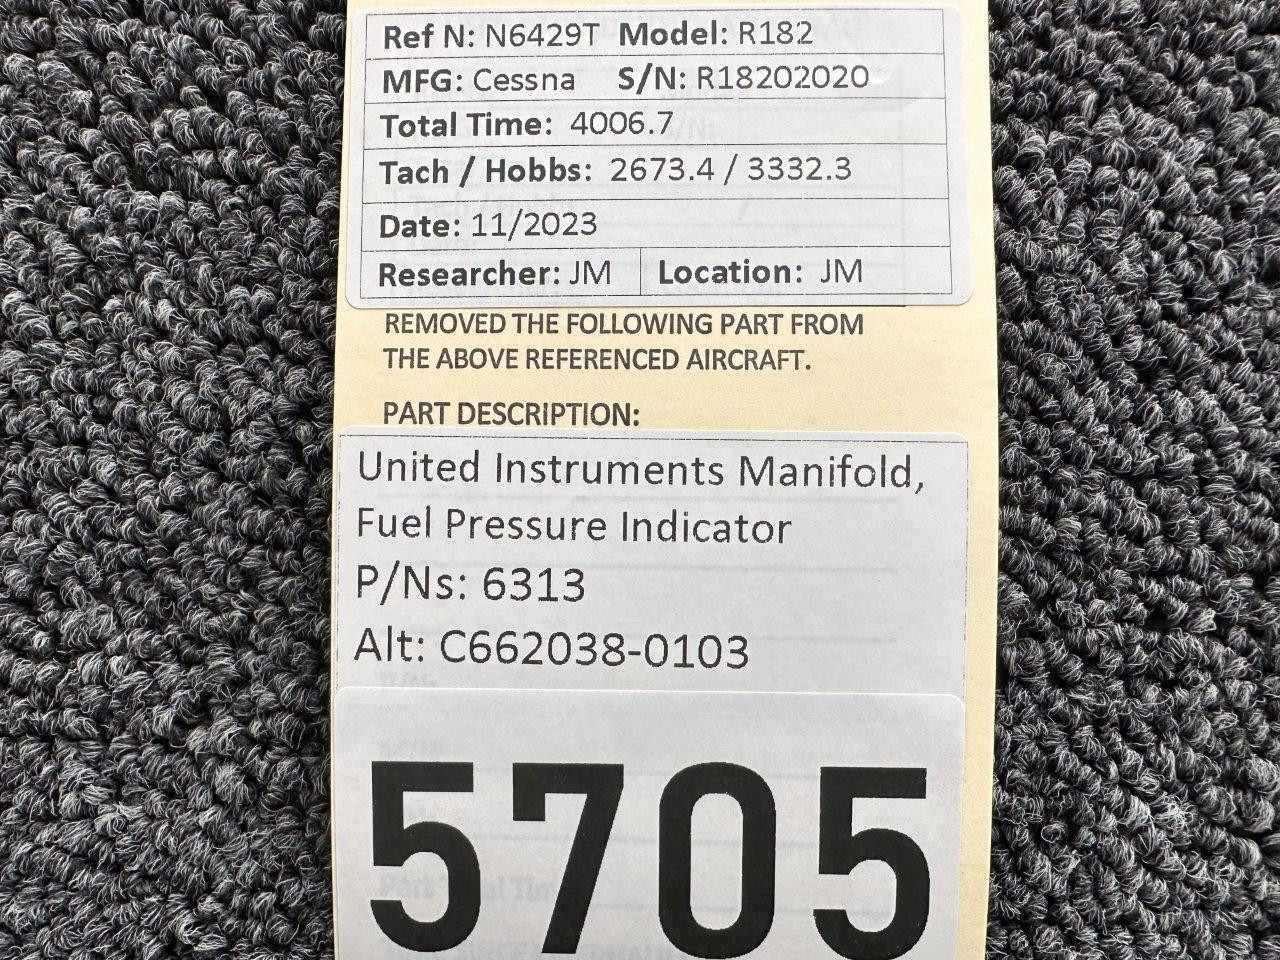 Ref N: N6429T Model: R182
MFG: Cessna S/N: R18202020
Total Time: 4006.7
Tach / Hobbs: 2673.4 / 3332.3
Date: 11/2023
Researcher: JM Location: JM
REMOVED THE FOLLOWING PART FROM
THE ABOVE REFERENCED AIRCRAFT.
PART DESCRIPTION:
United Instruments Manifold,
Fuel Pressure Indicator
P/Ns: 6313
Alt: C662038-0103
5705